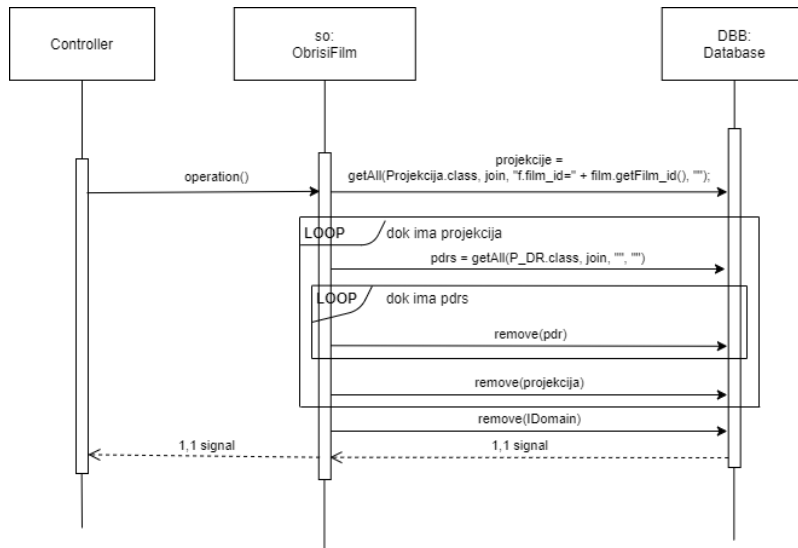 Controller
so:
ObrisiFilm
DBB:
Database
projekcije =
operation()
getAll(Projekcija.class, join, "f.film_id=" + film.getFilm_id(), "");
LOOP
dok ima projekcija
pdrs = getAll(P_DR.class, join, "", "")
LOOP
dok ima pdrs
remove(pdr)
remove(projekcija)
remove(IDomain)
1,1 signal
1,1 signal